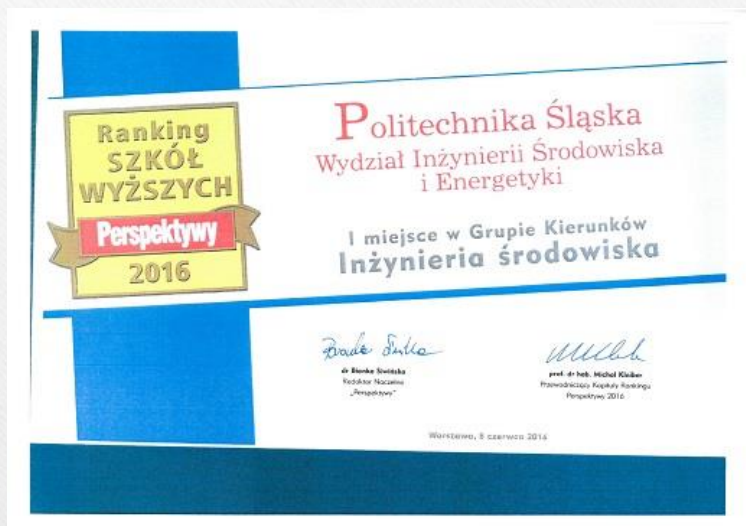 Ranking
SZKÓŁ
WYŻSZYCH
Perspektywy
2016
Politechnika Śląska
Wydział Inżynierii Środowiska
i Energetyki
I miejsce w Grupie Kierunków
Inżynieria środowiska
dr Bianka Siwińska
Redaktor Naczelna
„Perspektywy”
prof. dr hab. Michał Kleiber
Przewodniczący Kapituły Rankingu
Perspektywy 2016
Warszawa, 8 czerwca 2016